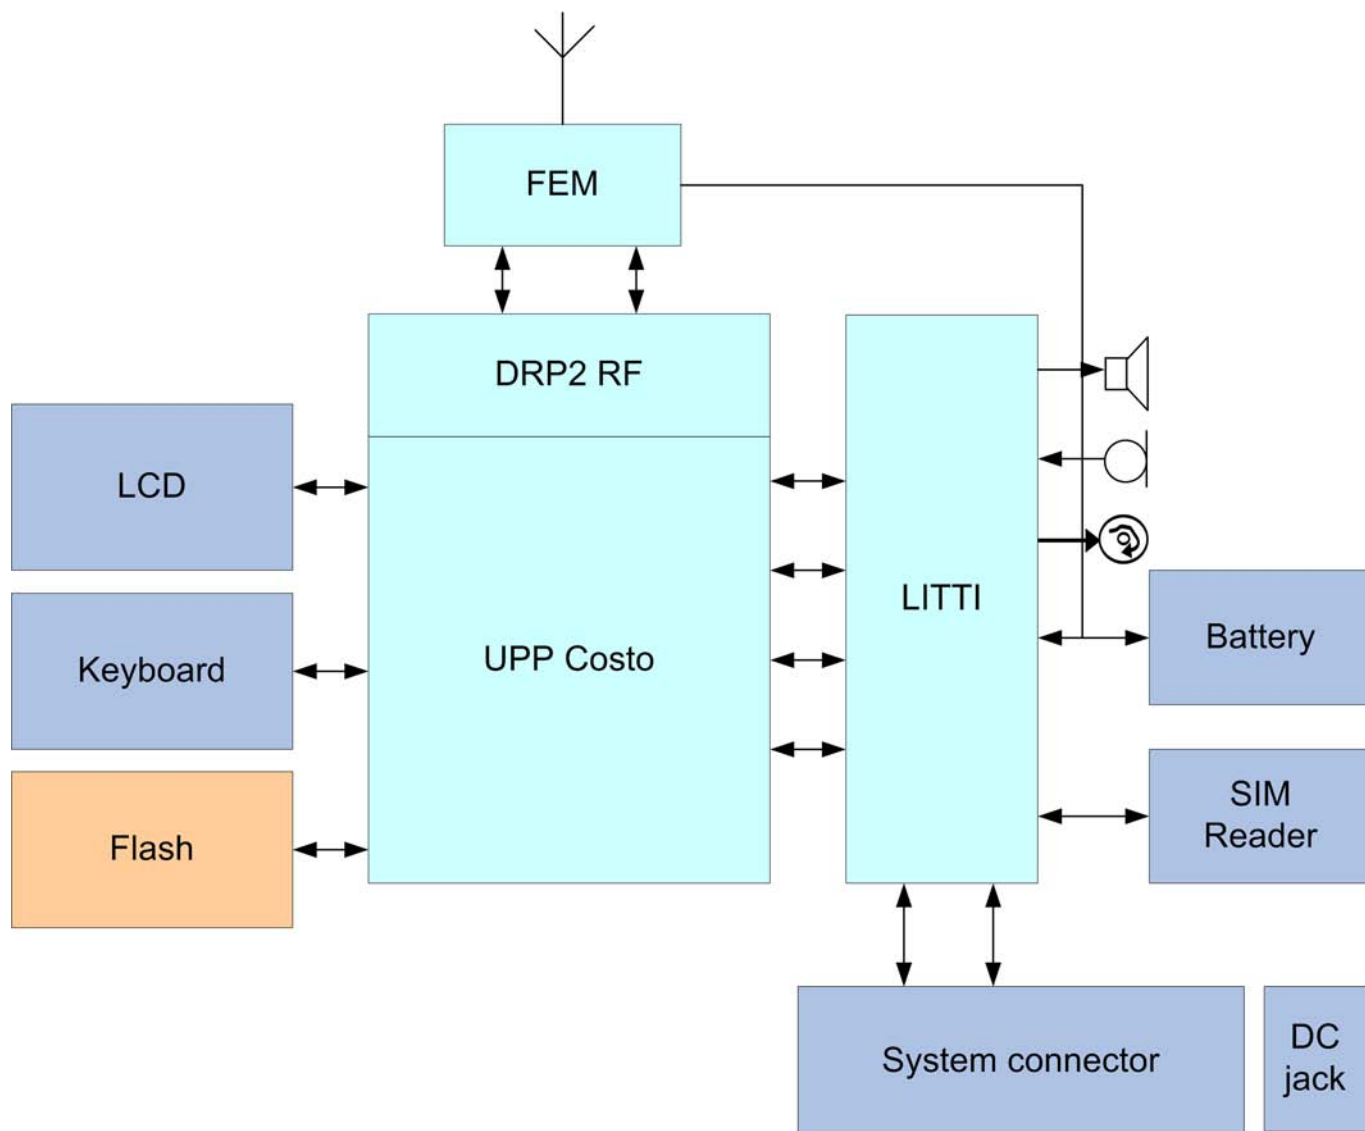 FEM
DRP2 RF
LCD
LITTI
Battery
Keyboard
UPP Costo
SIM
Reader
Flash
System connector
DC
jack